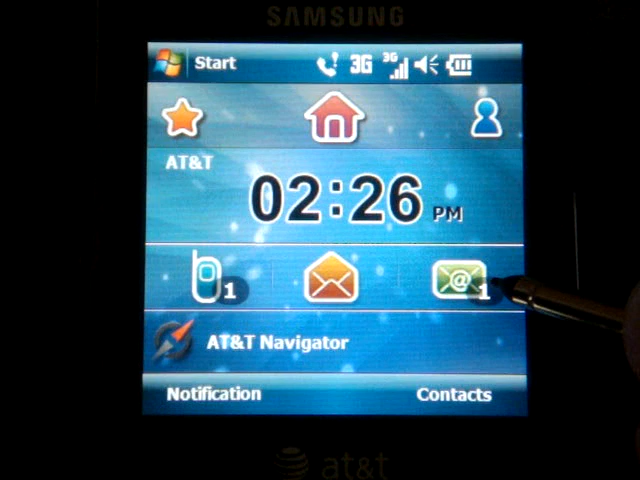 SAMSUNG
Start 3G 3G
AT&T
02:26 PM
1 @ 1
AT&T Navigator
Notification Contacts
at&t